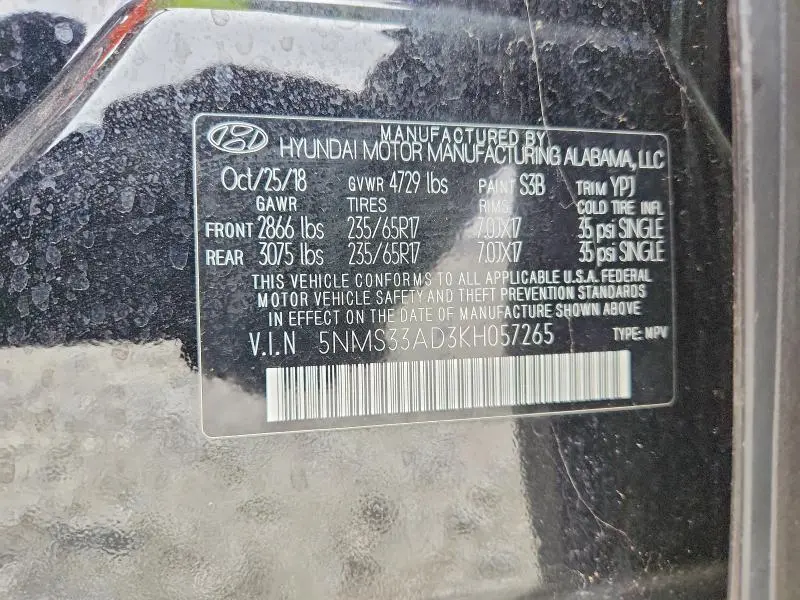 MANUFACTURED BY
HYUNDAI MOTOR MANUFACTURING ALABAMA, LLC
Oct/25/18 GVWR 4729 lbs PAINT S3B TRIM YPJ
GAWR TIRES RIMS COLD TIRE INFL
FRONT 2866 lbs 235/65R17 7.0JX17 35 psi SINGLE
REAR 3075 lbs 235/65R17 7.0JX17 35 psi SINGLE
THIS VEHICLE CONFORMS TO ALL APPLICABLE U.S.A. FEDERAL
MOTOR VEHICLE SAFETY AND THEFT PREVENTION STANDARDS
IN EFFECT ON THE DATE OF MANUFACTURE SHOWN ABOVE
V.I.N 5NMS33AD3KH057265 TYPE: MPV